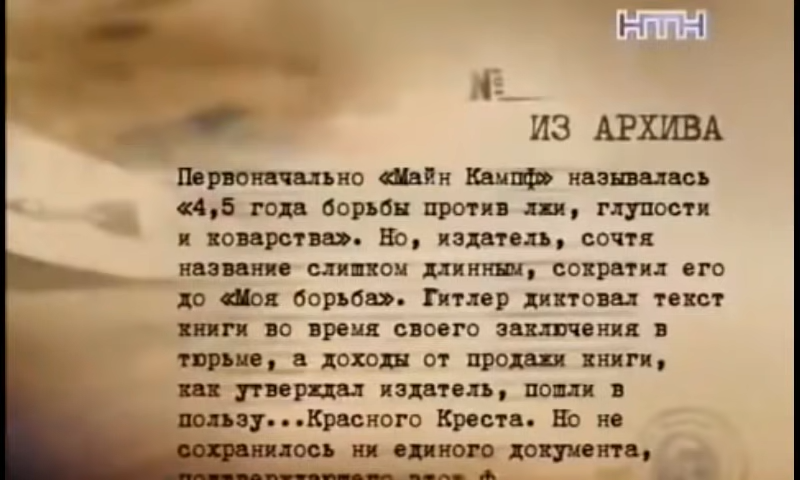 НТН
№
ИЗ АРХИВА
Первоначально «Майн Кампф» называлась
«4,5 года борьбы против лжи, глупости
и коварства». Но, издатель, сочтя
название слишком длинным, сократил его
до «Моя борьба». Гитлер диктовал текст
книги во время своего заключения в
тюрьме, а доходы от продажи книги,
как утверждал издатель, пошли в
пользу...Красного Креста. Но не
сохранилось ни единого документа,